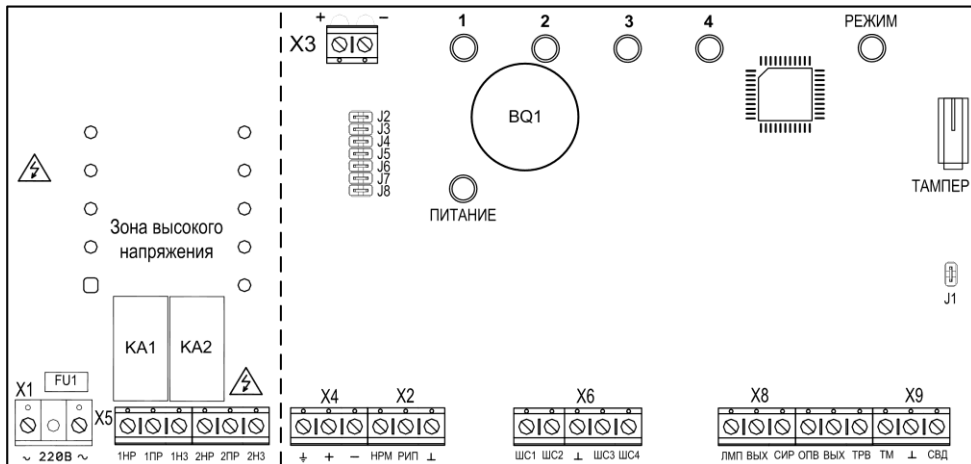 + −
X3
1 2 3 4 РЕЖИМ
J2
J3
J4
J5
J6
J7
J8
BQ1
ТАМПЕР
ПИТАНИЕ
Зона высокого
напряжения
J1
KA1 KA2
FU1
X1 X5 X4 X2 X6 X8 X9
~ 220В ~ 1НР 1ПР 1НЗ 2НР 2ПР 2НЗ ⏚ + − НРМ РИП ⊥ ШС1 ШС2 ⊥ ШС3 ШС4 ЛМП ВЫХ СИР ОПВ ВЫХ ТРВ ТМ ⊥ СВД